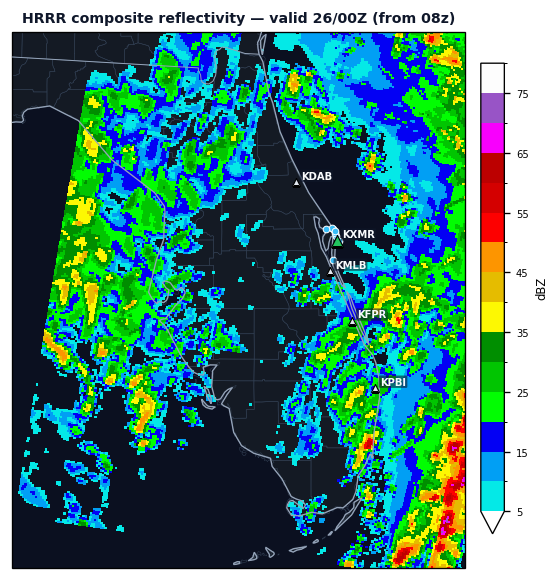 HRRR composite reflectivity — valid 26/00Z (from 08z)
KDAB
KXMR
KMLB
KFPR
KPBI
75
65
55
45
35
25
15
5
dBZ